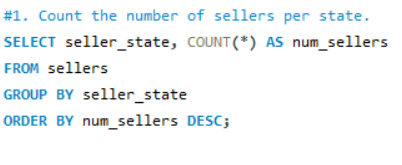 #1. Count the number of sellers per state.
SELECT seller_state, COUNT(*) AS num_sellers
FROM sellers
GROUP BY seller_state
ORDER BY num_sellers DESC;